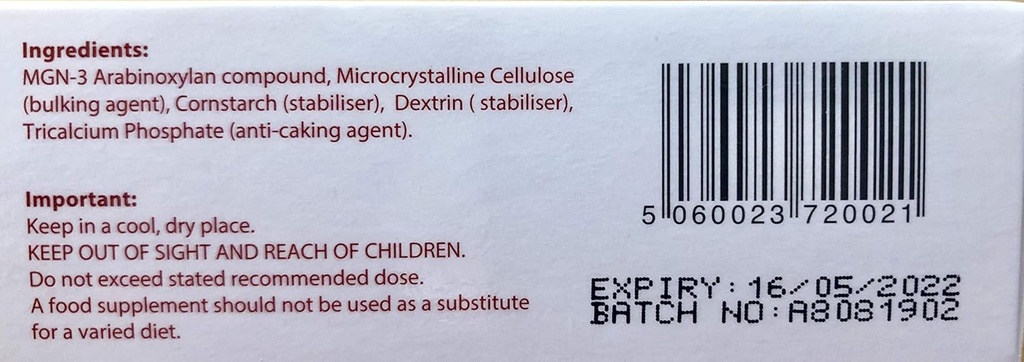 Ingredients:
MGN-3 Arabinoxylan compound, Microcrystalline Cellulose
(bulking agent), Cornstarch (stabiliser), Dextrin ( stabiliser),
Tricalcium Phosphate (anti-caking agent).
Important:
Keep in a cool, dry place.
KEEP OUT OF SIGHT AND REACH OF CHILDREN.
Do not exceed stated recommended dose.
A food supplement should not be used as a substitute
for a varied diet.
5 060023 720021
EXPIRY: 16/05/2022
BATCH NO:A8081902